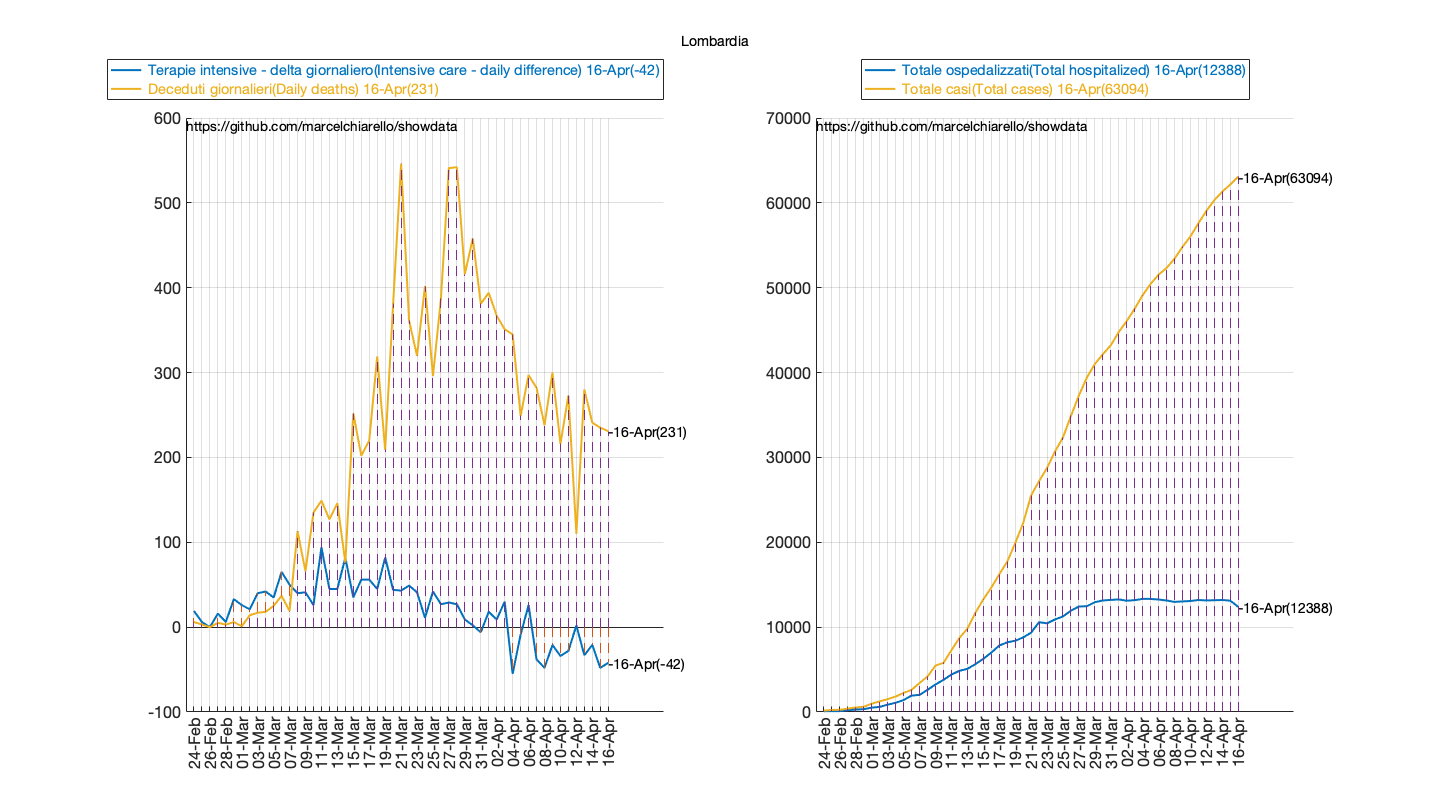 Lombardia
Terapie intensive - delta giornaliero(Intensive care - daily difference) 16-Apr(-42)
Deceduti giornalieri(Daily deaths) 16-Apr(231)
https://github.com/marcelchiarello/showdata
600
500
400
300
200
100
0
-100
16-Apr(231)
16-Apr(-42)
24-Feb
26-Feb
28-Feb
01-Mar
03-Mar
05-Mar
07-Mar
09-Mar
11-Mar
13-Mar
15-Mar
17-Mar
19-Mar
21-Mar
23-Mar
25-Mar
27-Mar
29-Mar
31-Mar
02-Apr
04-Apr
06-Apr
08-Apr
10-Apr
12-Apr
14-Apr
16-Apr
Totale ospedalizzati(Total hospitalized) 16-Apr(12388)
Totale casi(Total cases) 16-Apr(63094)
https://github.com/marcelchiarello/showdata
70000
60000
50000
40000
30000
20000
10000
0
16-Apr(63094)
16-Apr(12388)
24-Feb
26-Feb
28-Feb
01-Mar
03-Mar
05-Mar
07-Mar
09-Mar
11-Mar
13-Mar
15-Mar
17-Mar
19-Mar
21-Mar
23-Mar
25-Mar
27-Mar
29-Mar
31-Mar
02-Apr
04-Apr
06-Apr
08-Apr
10-Apr
12-Apr
14-Apr
16-Apr